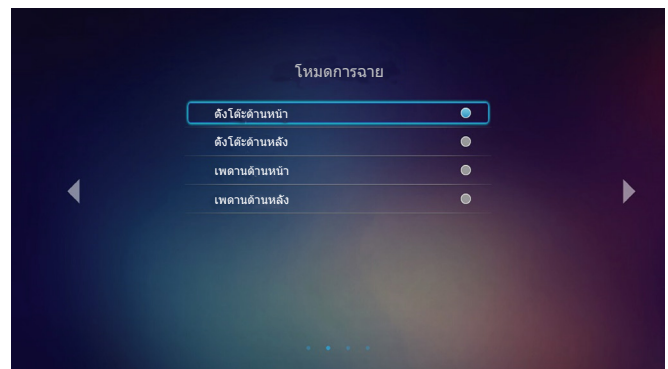 โหมดการฉาย
ตั้งโต๊ะด้านหน้า
ตั้งโต๊ะด้านหลัง
เพดานด้านหน้า
เพดานด้านหลัง